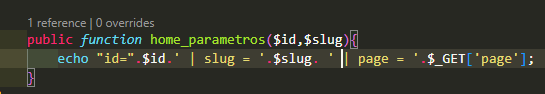 1 reference | 0 overrides
public function home_parametros($id,$slug){
echo "id=".$id.' | slug = '.$slug. ' | page = '.$_GET['page'];
}